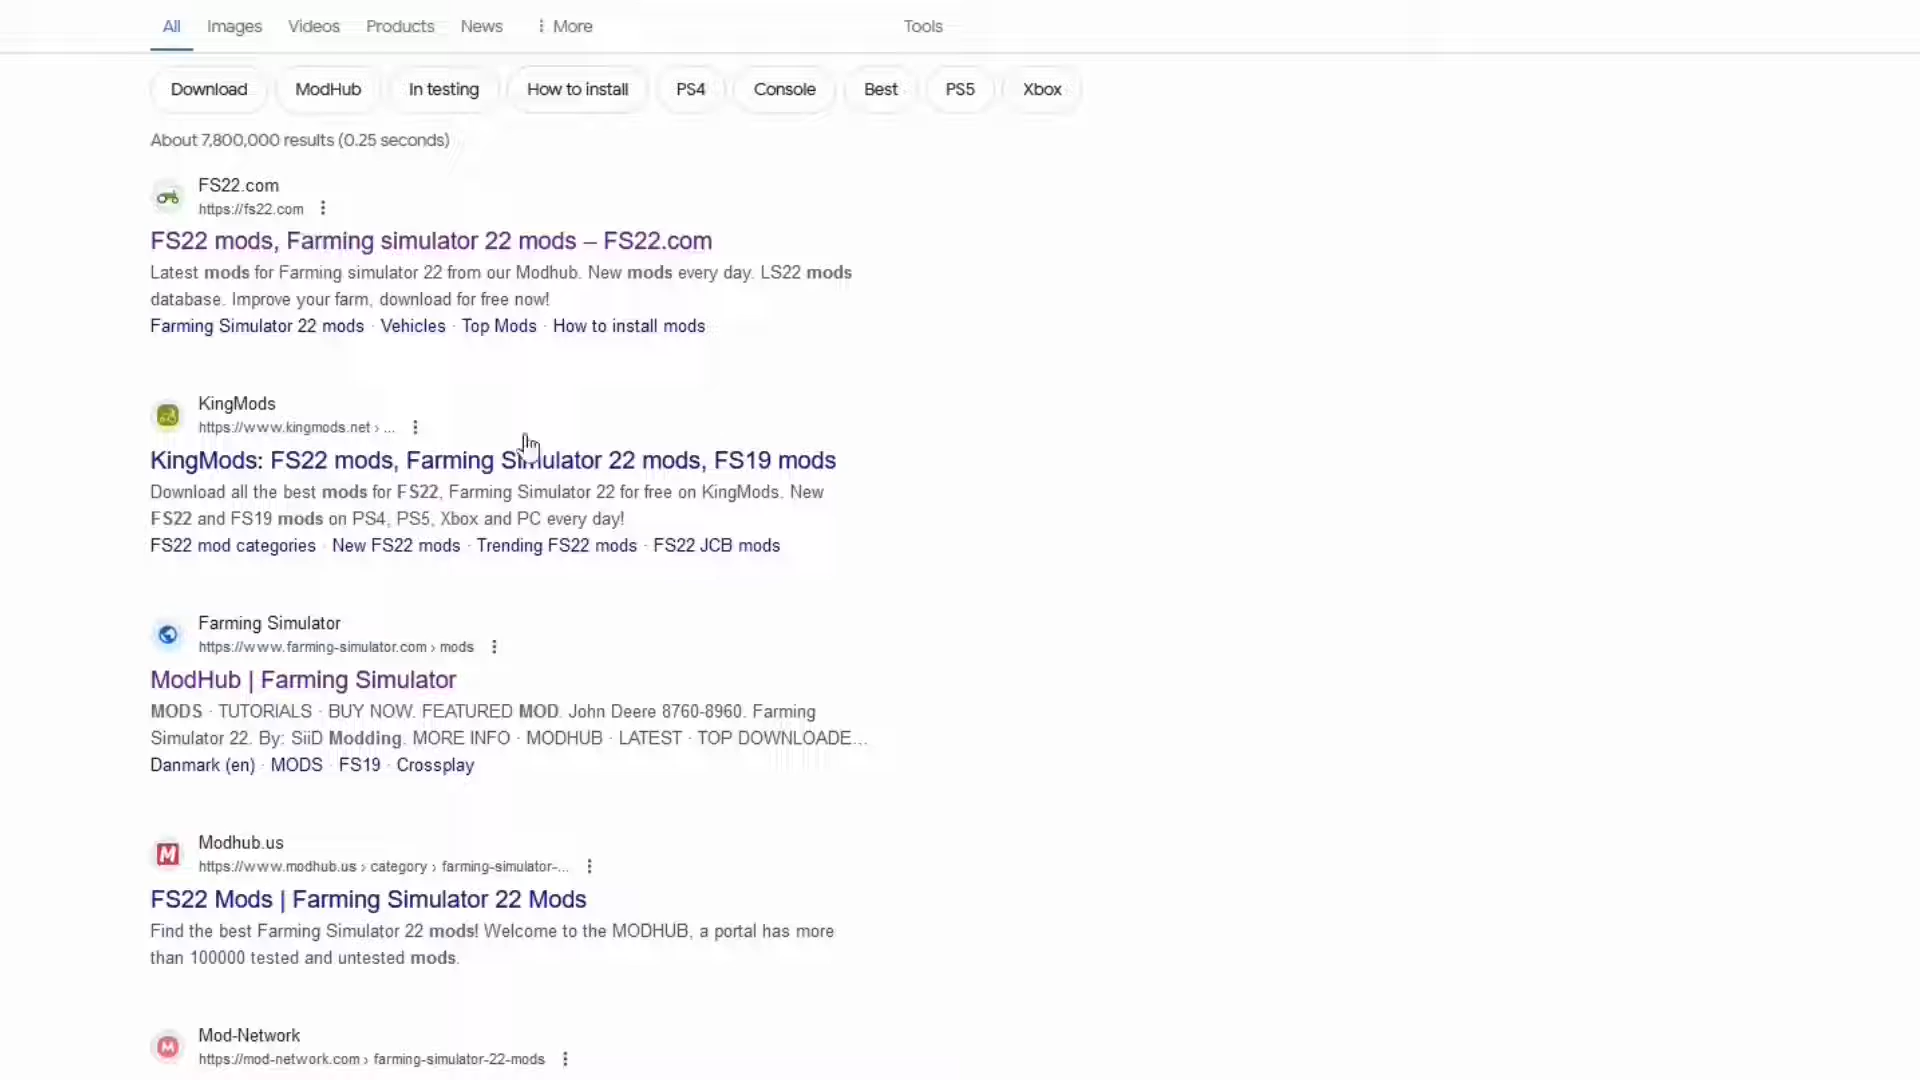 All Images Videos Products News ⋮ More Tools
Download ModHub In testing How to install PS4 Console Best PS5 Xbox
About 7,800,000 results (0.25 seconds)
FS22.com
https://fs22.com
FS22 mods, Farming simulator 22 mods – FS22.com
Latest mods for Farming simulator 22 from our Modhub. New mods every day. LS22 mods
database. Improve your farm, download for free now!
Farming Simulator 22 mods · Vehicles · Top Mods · How to install mods
KingMods
https://www.kingmods.net › ...
KingMods: FS22 mods, Farming Simulator 22 mods, FS19 mods
Download all the best mods for FS22, Farming Simulator 22 for free on KingMods. New
FS22 and FS19 mods on PS4, PS5, Xbox and PC every day!
FS22 mod categories · New FS22 mods · Trending FS22 mods · FS22 JCB mods
Farming Simulator
https://www.farming-simulator.com › mods
ModHub | Farming Simulator
MODS · TUTORIALS · BUY NOW. FEATURED MOD. John Deere 8760-8960. Farming
Simulator 22. By: SiiD Modding. MORE INFO · MODHUB · LATEST · TOP DOWNLOADE...
Danmark (en) · MODS · FS19 · Crossplay
Modhub.us
https://www.modhub.us › category › farming-simulator-...
FS22 Mods | Farming Simulator 22 Mods
Find the best Farming Simulator 22 mods! Welcome to the MODHUB, a portal has more
than 100000 tested and untested mods.
Mod-Network
https://mod-network.com › farming-simulator-22-mods